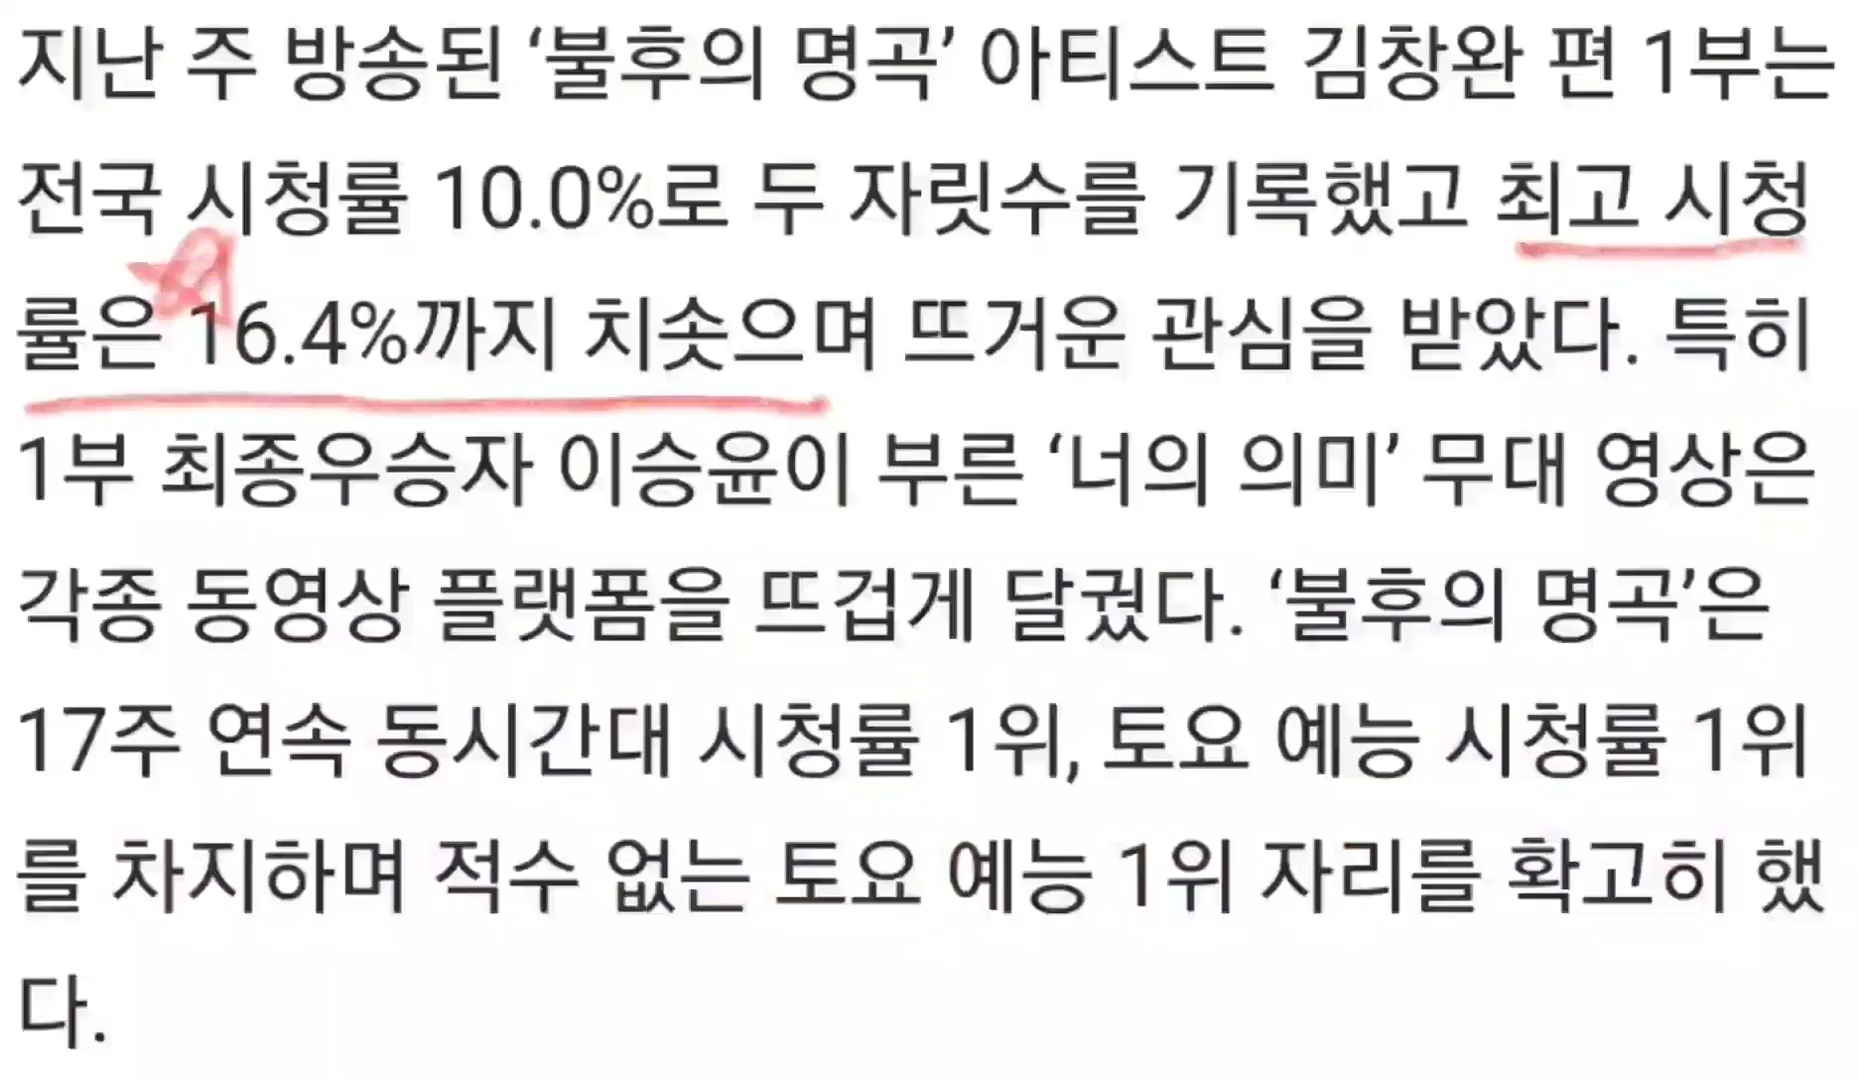 지난 주 방송된 ‘불후의 명곡’ 아티스트 김창완 편 1부는
전국 시청률 10.0%로 두 자릿수를 기록했고 최고 시청
률은 16.4%까지 치솟으며 뜨거운 관심을 받았다. 특히
1부 최종우승자 이승윤이 부른 ‘너의 의미’ 무대 영상은
각종 동영상 플랫폼을 뜨겁게 달궜다. ‘불후의 명곡’은
17주 연속 동시간대 시청률 1위, 토요 예능 시청률 1위
를 차지하며 적수 없는 토요 예능 1위 자리를 확고히 했
다.